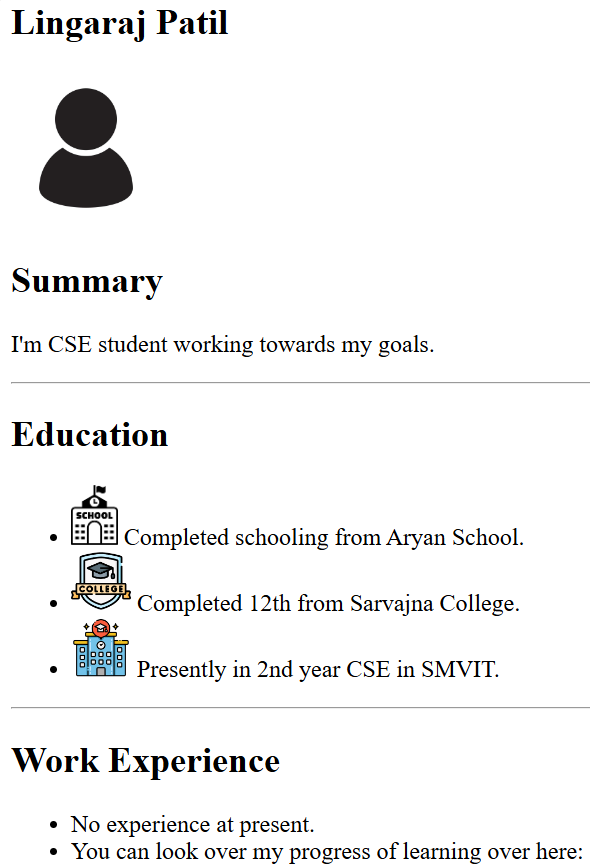 Lingaraj Patil
Summary
I'm CSE student working towards my goals.
Education
SCHOOL
Completed schooling from Aryan School.
COLLEGE
Completed 12th from Sarvajna College.
Presently in 2nd year CSE in SMVIT.
Work Experience
No experience at present.
You can look over my progress of learning over here: